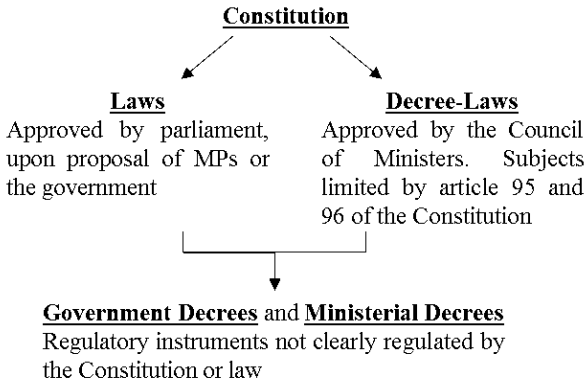 Constitution
Laws
Approved by parliament,
upon proposal of MPs or
the government
Decree-Laws
Approved by the Council
of Ministers. Subjects
limited by article 95 and
96 of the Constitution
Government Decrees and Ministerial Decrees
Regulatory instruments not clearly regulated by
the Constitution or law